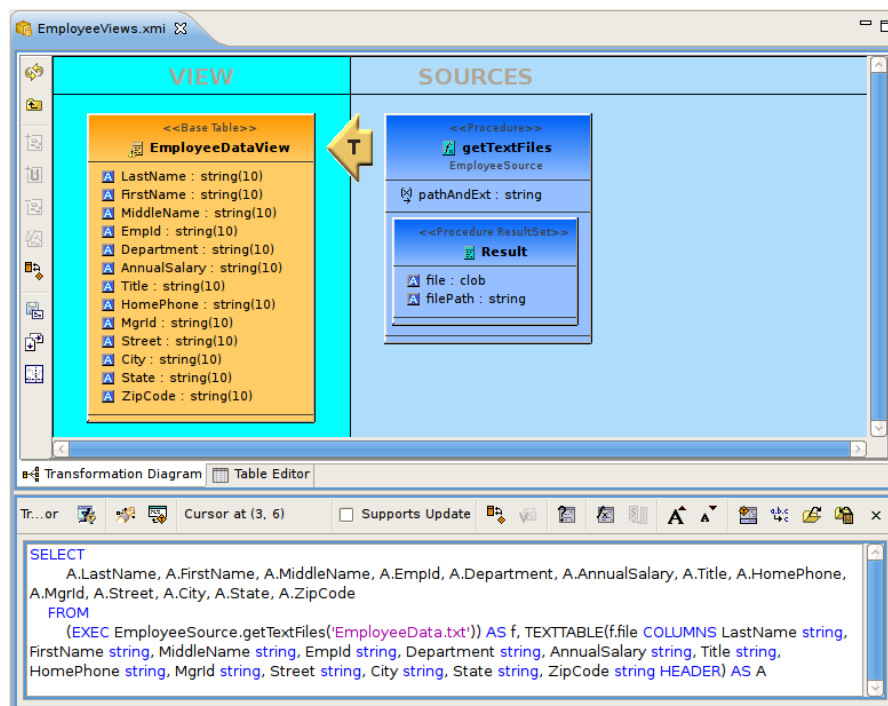 EmployeeViews.xmi
VIEW
SOURCES
<<Base Table>>
EmployeeDataView
LastName : string(10)
FirstName : string(10)
MiddleName : string(10)
EmpId : string(10)
Department : string(10)
AnnualSalary : string(10)
Title : string(10)
HomePhone : string(10)
MgrId : string(10)
Street : string(10)
City : string(10)
State : string(10)
ZipCode : string(10)
T
<<Procedure>>
getTextFiles
EmployeeSource
pathAndExt : string
<<Procedure ResultSet>>
Result
file : clob
filePath : string
Transformation Diagram Table Editor
Tr...or Cursor at (3, 6) Supports Update
SELECT
A.LastName, A.FirstName, A.MiddleName, A.EmpId, A.Department, A.AnnualSalary, A.Title, A.HomePhone,
A.MgrId, A.Street, A.City, A.State, A.ZipCode
FROM
(EXEC EmployeeSource.getTextFiles('EmployeeData.txt')) AS f, TEXTTABLE(f.file COLUMNS LastName string,
FirstName string, MiddleName string, EmpId string, Department string, AnnualSalary string, Title string,
HomePhone string, MgrId string, Street string, City string, State string, ZipCode string HEADER) AS A